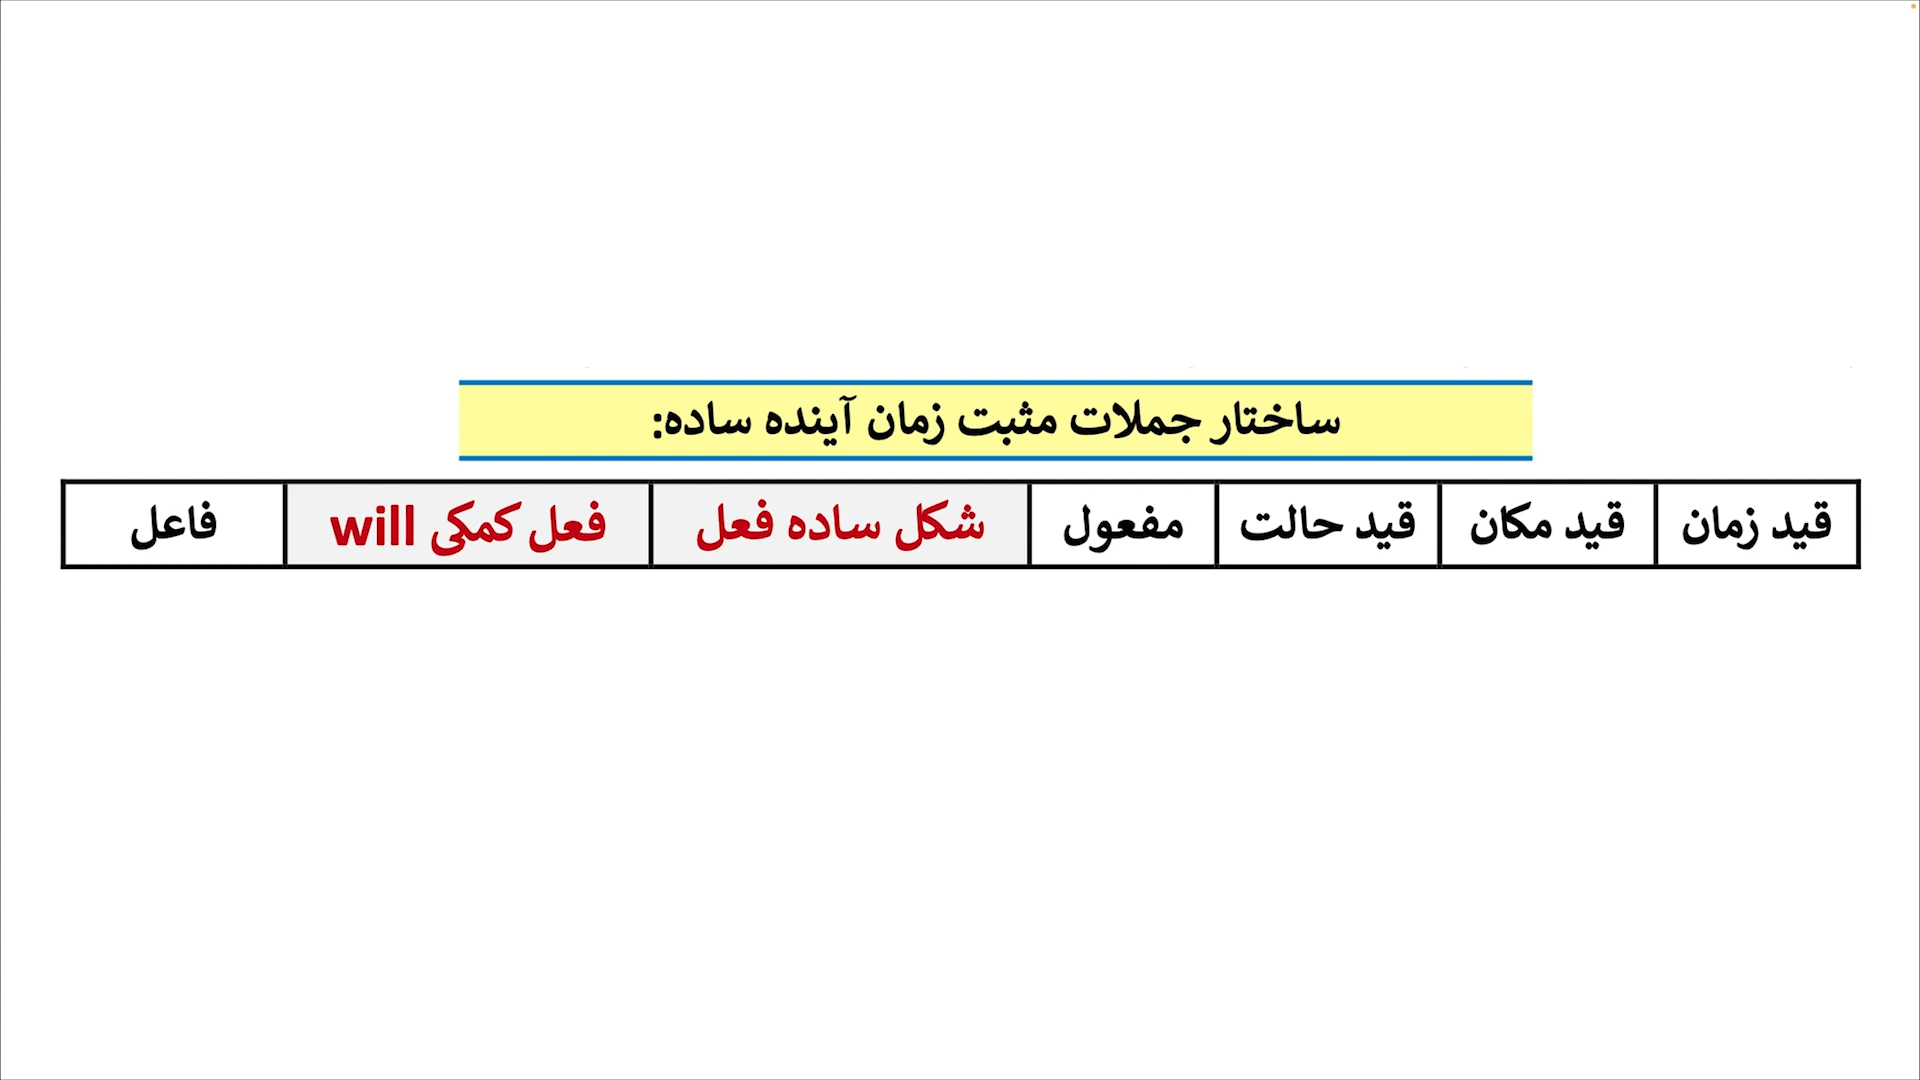 ساختار جملات مثبت زمان آینده ساده:
فاعل
فعل کمکی will
شکل ساده فعل
مفعول
قید حالت
قید مکان
قید زمان